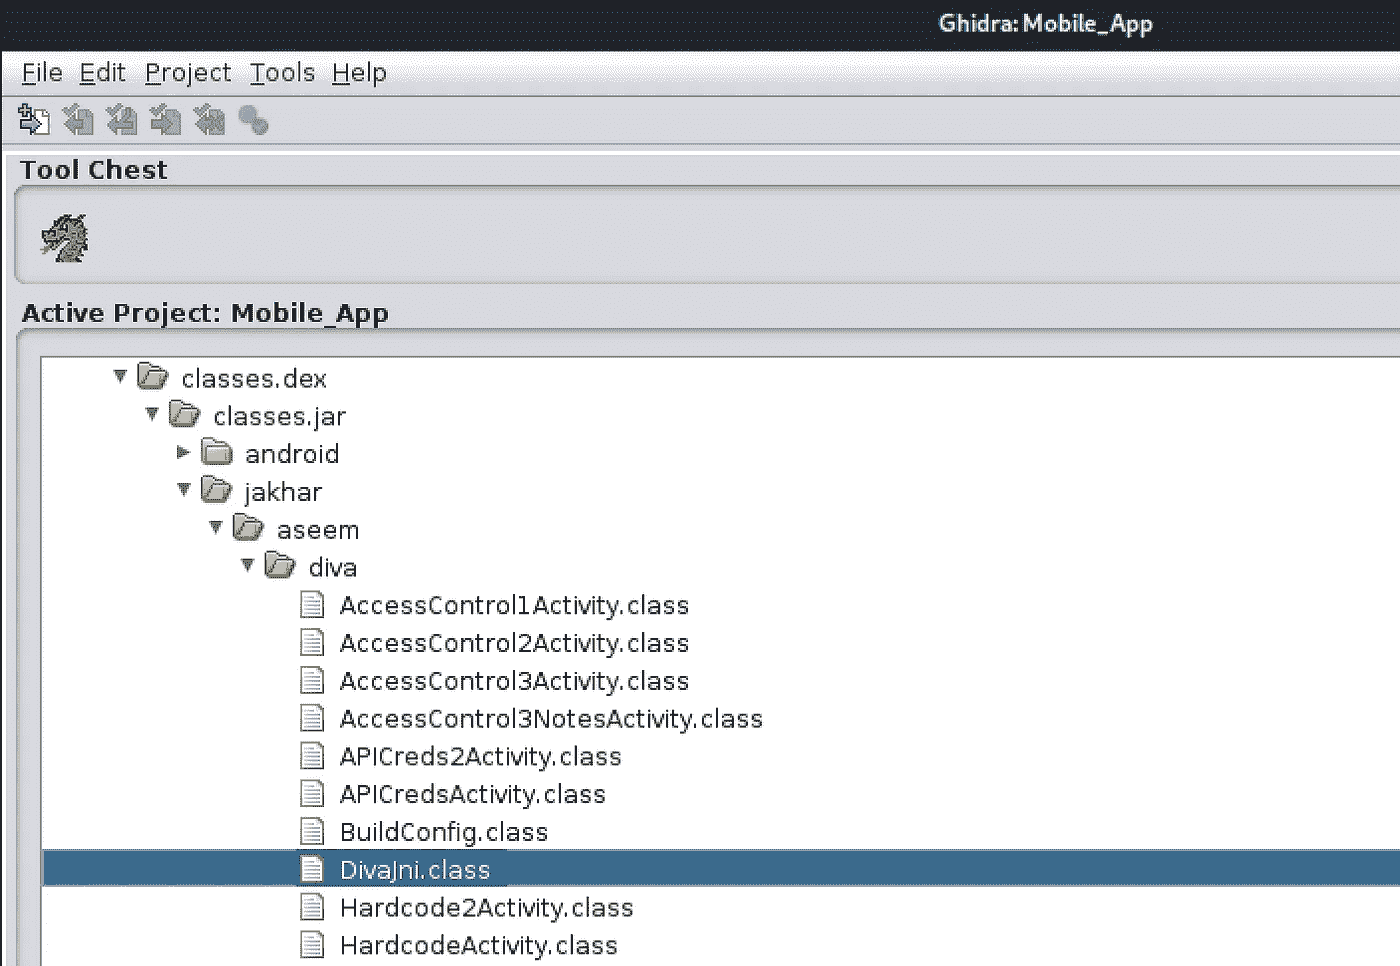 Ghidra: Mobile_App
File Edit Project Tools Help
Tool Chest
Active Project: Mobile_App
classes.dex
classes.jar
android
jakhar
aseem
diva
AccessControl1Activity.class
AccessControl2Activity.class
AccessControl3Activity.class
AccessControl3NotesActivity.class
APICreds2Activity.class
APICredsActivity.class
BuildConfig.class
DivaJni.class
Hardcode2Activity.class
HardcodeActivity.class